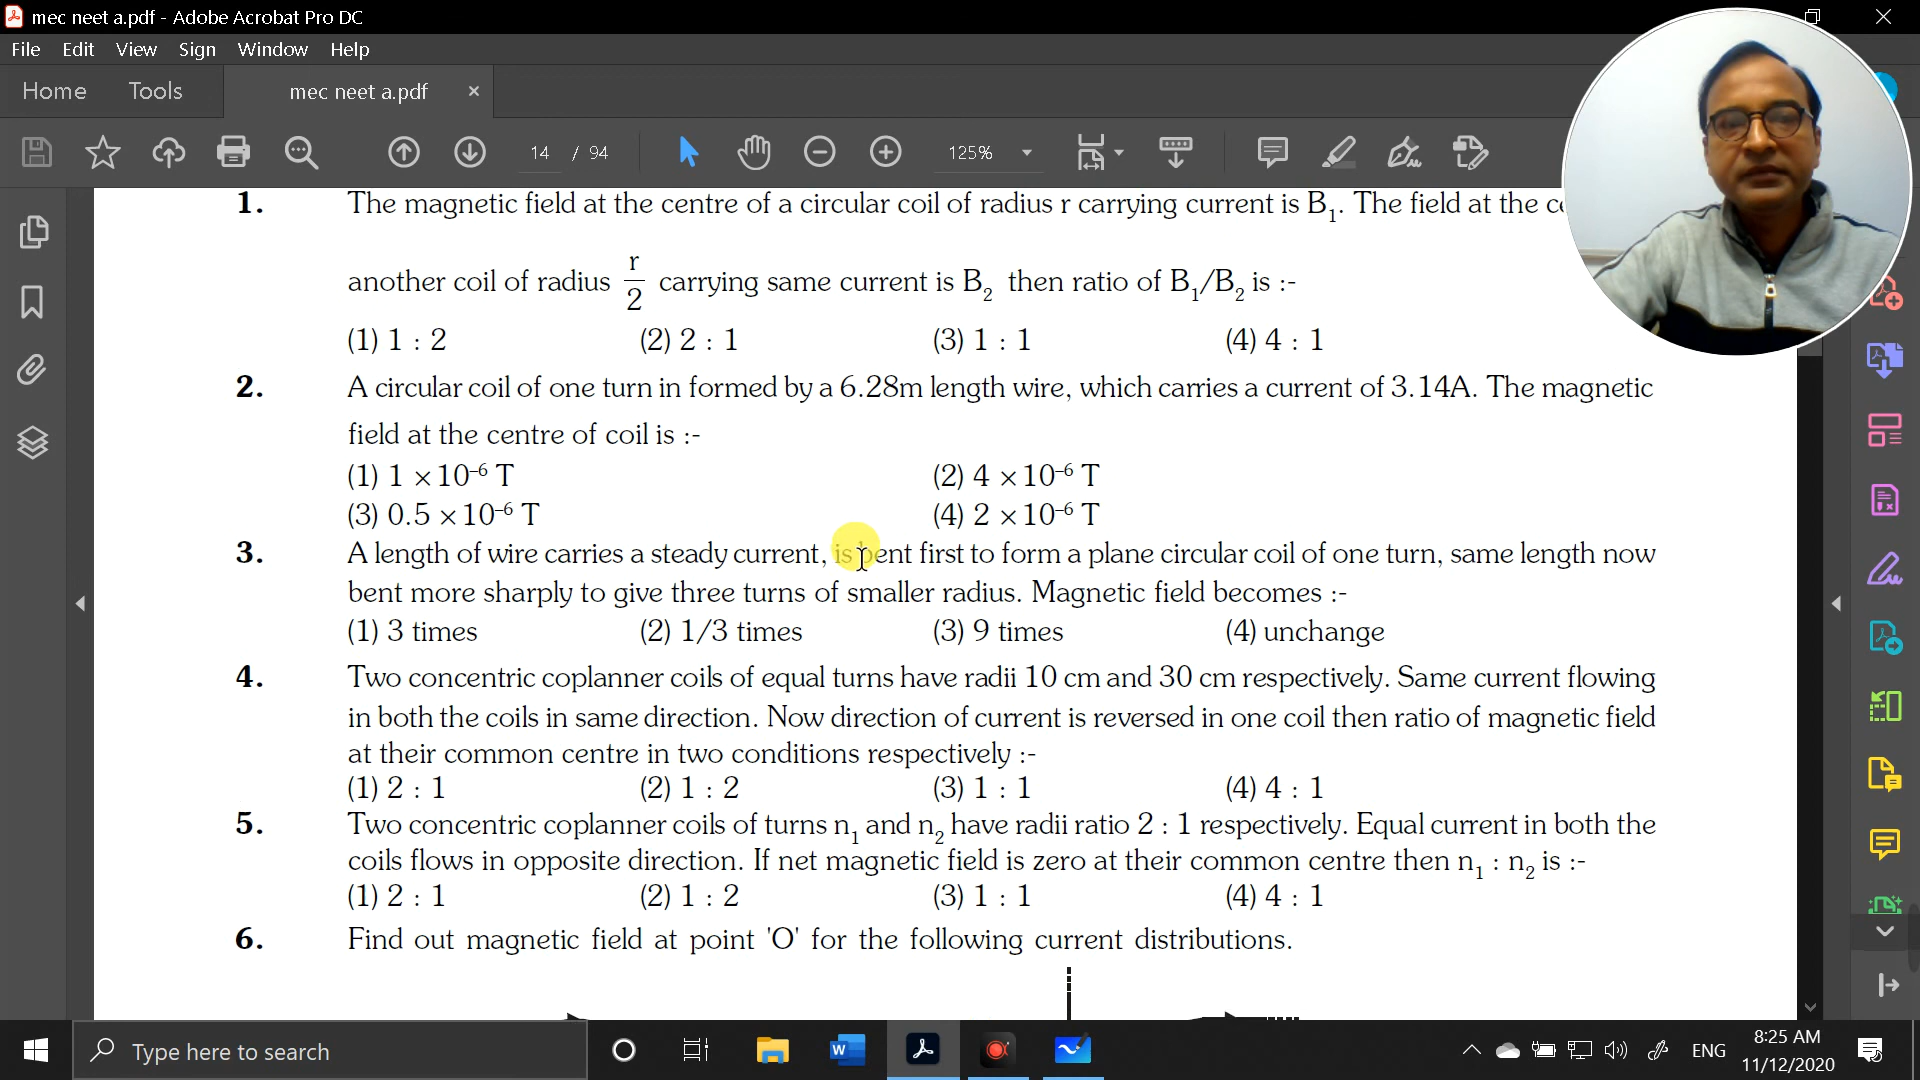 mec neet a.pdf - Adobe Acrobat Pro DC
File Edit View Sign Window Help
Home Tools mec neet a.pdf ×
14 / 94 125%
1. The magnetic field at the centre of a circular coil of radius r carrying current is B₁. The field at the
another coil of radius r/2 carrying same current is B₂ then ratio of B₁/B₂ is :-
(1) 1 : 2 (2) 2 : 1 (3) 1 : 1 (4) 4 : 1
2. A circular coil of one turn in formed by a 6.28m length wire, which carries a current of 3.14A. The magnetic
field at the centre of coil is :-
(1) 1 ×10⁻⁶ T (2) 4 ×10⁻⁶ T
(3) 0.5 ×10⁻⁶ T (4) 2 ×10⁻⁶ T
3. A length of wire carries a steady current, is bent first to form a plane circular coil of one turn, same length now
bent more sharply to give three turns of smaller radius. Magnetic field becomes :-
(1) 3 times (2) 1/3 times (3) 9 times (4) unchange
4. Two concentric coplanner coils of equal turns have radii 10 cm and 30 cm respectively. Same current flowing
in both the coils in same direction. Now direction of current is reversed in one coil then ratio of magnetic field
at their common centre in two conditions respectively :-
(1) 2 : 1 (2) 1 : 2 (3) 1 : 1 (4) 4 : 1
5. Two concentric coplanner coils of turns n₁ and n₂ have radii ratio 2 : 1 respectively. Equal current in both the
coils flows in opposite direction. If net magnetic field is zero at their common centre then n₁ : n₂ is :-
(1) 2 : 1 (2) 1 : 2 (3) 1 : 1 (4) 4 : 1
6. Find out magnetic field at point 'O' for the following current distributions.
Type here to search
ENG
8:25 AM
11/12/2020